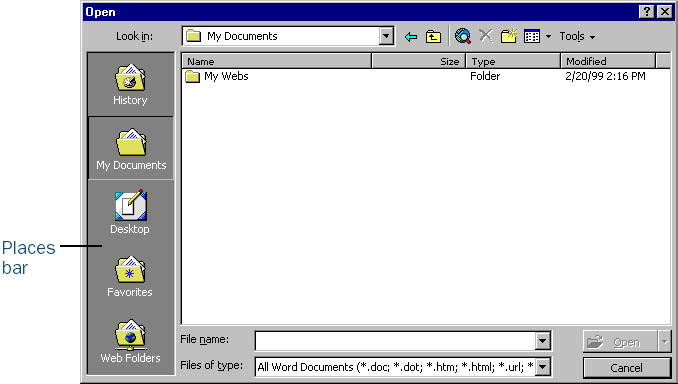 Open
Look in: My Documents Tools
Name Size Type Modified
My Webs Folder 2/20/99 2:16 PM
History
My Documents
Desktop
Places
bar
Favorites
Web Folders
File name: Open
Files of type: All Word Documents (*.doc; *.dot; *.htm; *.html; *.url; * Cancel